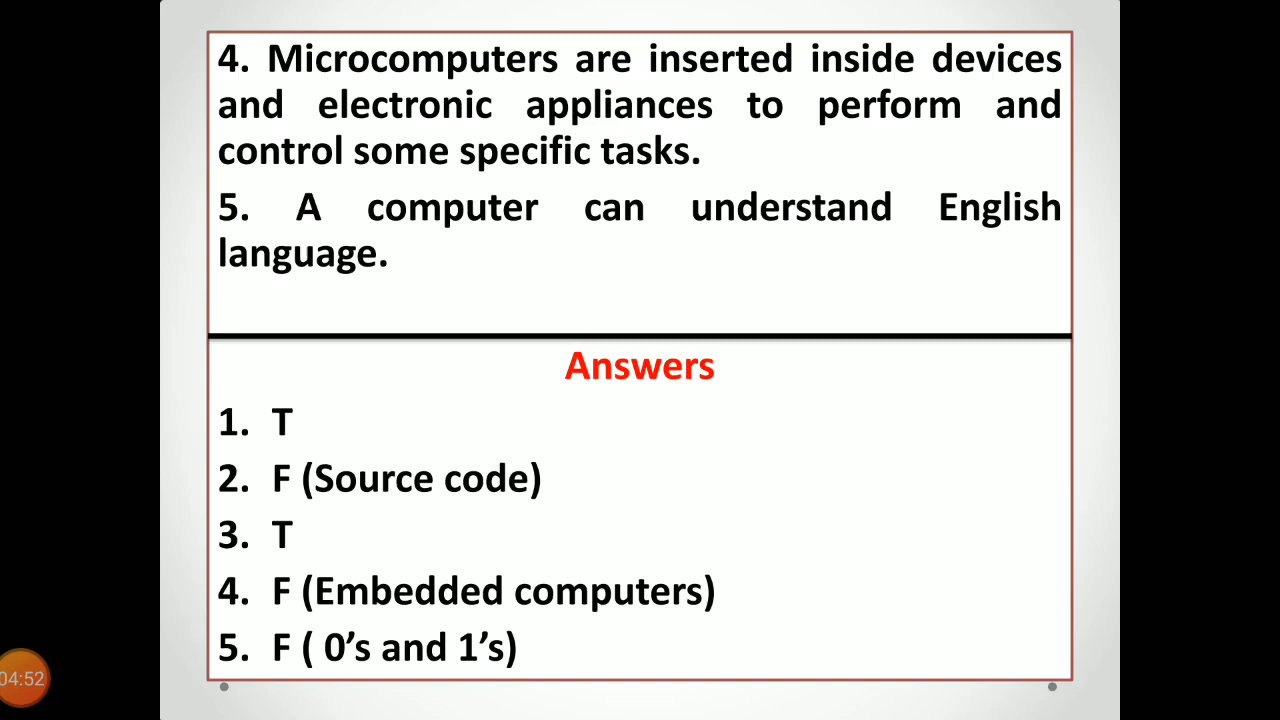 4. Microcomputers are inserted inside devices
and electronic appliances to perform and
control some specific tasks.
5. A computer can understand English
language.
Answers
1. T
2. F (Source code)
3. T
4. F (Embedded computers)
5. F ( 0’s and 1’s)
04:52